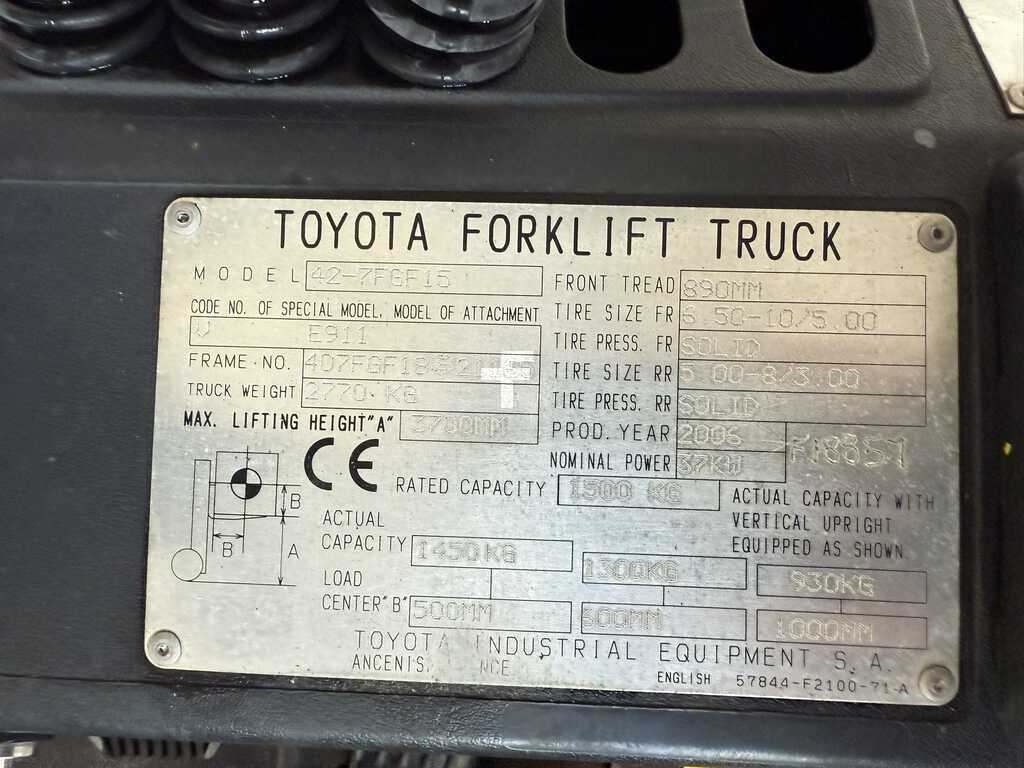 TOYOTA FORKLIFT TRUCK
MODEL 42-7FGF15
CODE NO. OF SPECIAL MODEL, MODEL OF ATTACHMENT
V E911
FRAME NO.
TRUCK WEIGHT 2770 KG
MAX. LIFTING HEIGHT"A" 3700MM
FRONT TREAD 890MM
TIRE SIZE FR 6.50-10/5.00
TIRE PRESS. FR SOLID
TIRE SIZE RR 5.00-8/3.00
TIRE PRESS. RR SOLID
PROD. YEAR 2006
NOMINAL POWER 37KW
F18857
CE
RATED CAPACITY 1500 KG
ACTUAL CAPACITY WITH
VERTICAL UPRIGHT
EQUIPPED AS SHOWN
B
B
A
ACTUAL
CAPACITY 1450KG 1300KG 930KG
LOAD
CENTER"B" 500MM 600MM 1000MM
TOYOTA INDUSTRIAL EQUIPMENT S.A.
ANCENIS
ENGLISH 57844-F2100-71-A